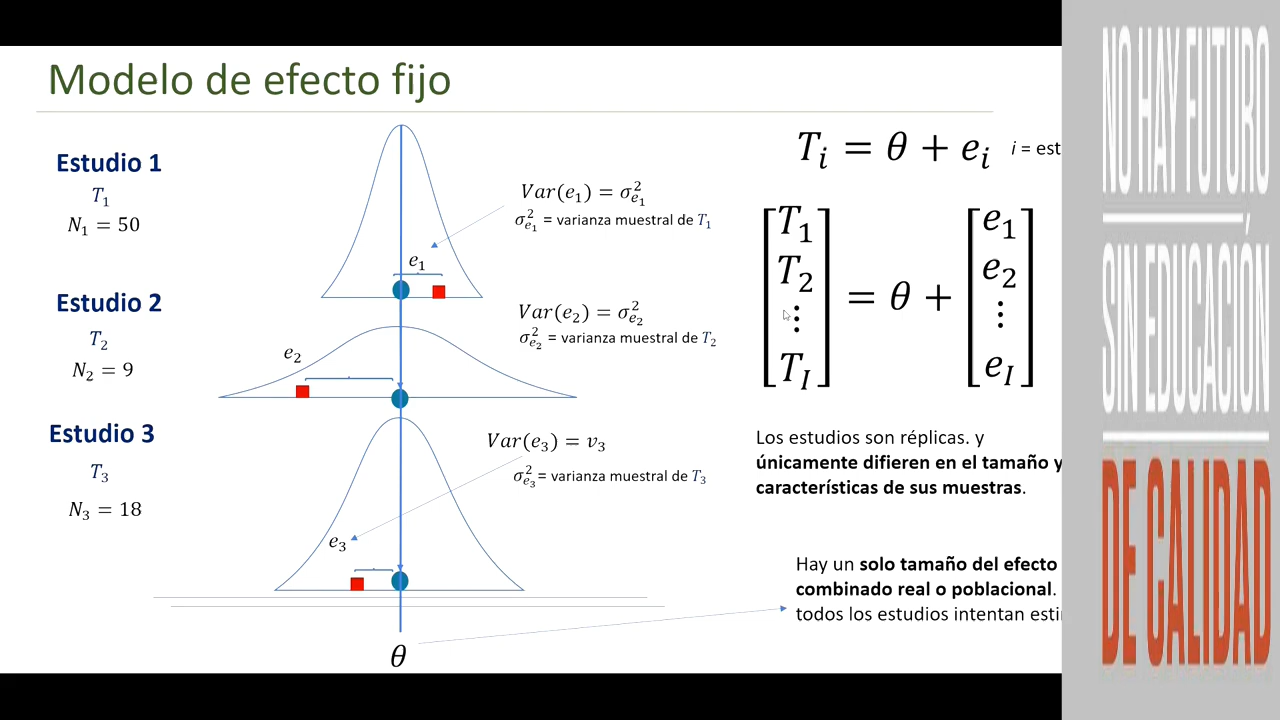 Modelo de efecto fijo
Estudio 1
T₁
N₁ = 50
Estudio 2
T₂
N₂ = 9
Estudio 3
T₃
N₃ = 18
Var(e₁) = σ²ₑ₁
σ²ₑ₁ = varianza muestral de T₁
e₁
Var(e₂) = σ²ₑ₂
σ²ₑ₂ = varianza muestral de T₂
e₂
Var(e₃) = v₃
σ²ₑ₃ = varianza muestral de T₃
e₃
θ
Tᵢ = θ + eᵢ i = est
[T₁ T₂ ⋮ T_I] = θ + [e₁ e₂ ⋮ e_I]
Los estudios son réplicas. y
únicamente difieren en el tamaño y
características de sus muestras.
Hay un solo tamaño del efecto
combinado real o poblacional.
todos los estudios intentan esti
NO HAY FUTURO
SIN EDUCACIÓN
DE CALIDAD